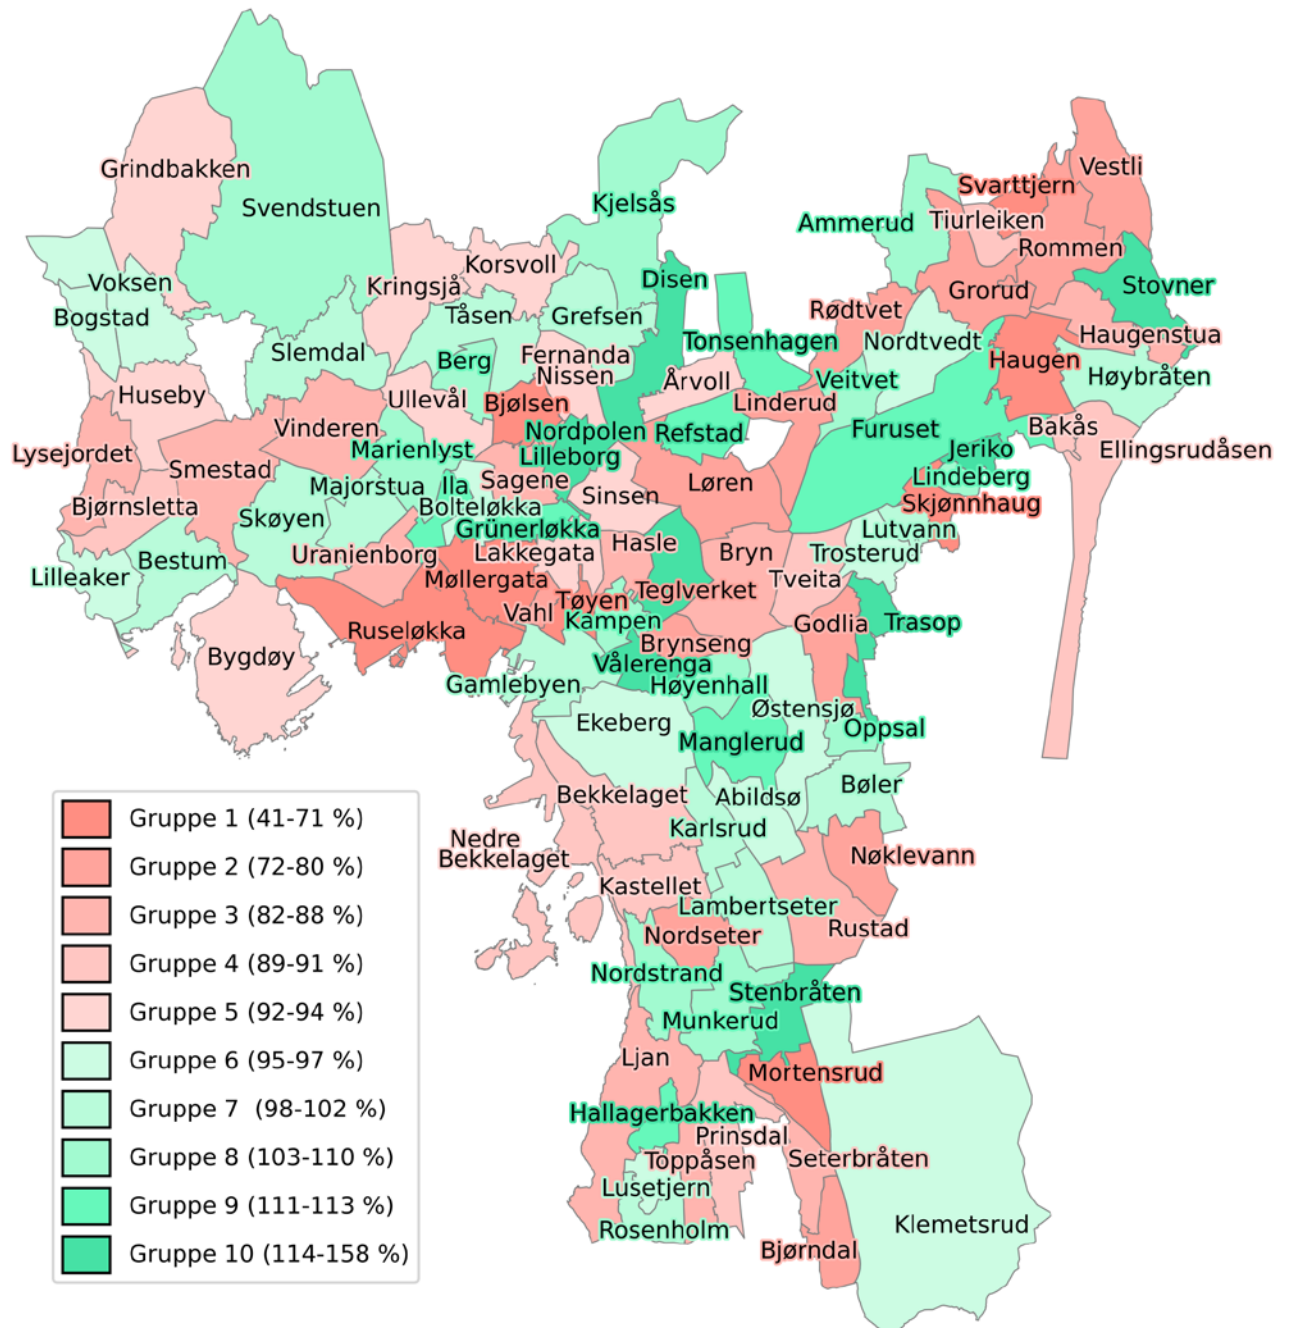 Grindbakken
Svendstuen
Kjelsås
Vestli
Svarttjern
Ammerud
Tiurleiken
Rommen
Korsvoll
Kringsjå
Voksen
Disen
Stovner
Grorud
Bogstad
Tåsen
Grefsen
Rødtvet
Tonsenhagen
Nordtvedt
Haugenstua
Slemdal
Berg
Fernanda
Nissen
Haugen
Årvoll
Veitvet
Høybråten
Huseby
Ullevål
Bjølsen
Linderud
Vinderen
Nordpolen
Refstad
Furuset
Bakås
Lysejordet
Marienlyst
Lilleborg
Jeriko
Ellingsrudåsen
Smestad
Majorstua
Ila
Sagene
Løren
Lindeberg
Sinsen
Bjørnsletta
Bolteløkka
Skjønnhaug
Skøyen
Grünerløkka
Lutvann
Hasle
Uranienborg
Lakkegata
Bryn
Trosterud
Bestum
Lilleaker
Møllergata
Tveita
Teglverket
Tøyen
Vahl
Kampen
Godlia
Trasop
Ruseløkka
Brynseng
Bygdøy
Vålerenga
Gamlebyen
Høyenhall
Østensjø
Ekeberg
Oppsal
Manglerud
Bøler
Bekkelaget
Abildsø
Karlsrud
Nedre
Bekkelaget
Nøklevann
Kastellet
Lambertseter
Rustad
Nordseter
Nordstrand
Stenbråten
Munkerud
Ljan
Mortensrud
Hallagerbakken
Prinsdal
Toppåsen
Seterbråten
Lusetjern
Klemetsrud
Rosenholm
Bjørndal
Gruppe 1 (41-71 %)
Gruppe 2 (72-80 %)
Gruppe 3 (82-88 %)
Gruppe 4 (89-91 %)
Gruppe 5 (92-94 %)
Gruppe 6 (95-97 %)
Gruppe 7  (98-102 %)
Gruppe 8 (103-110 %)
Gruppe 9 (111-113 %)
Gruppe 10 (114-158 %)